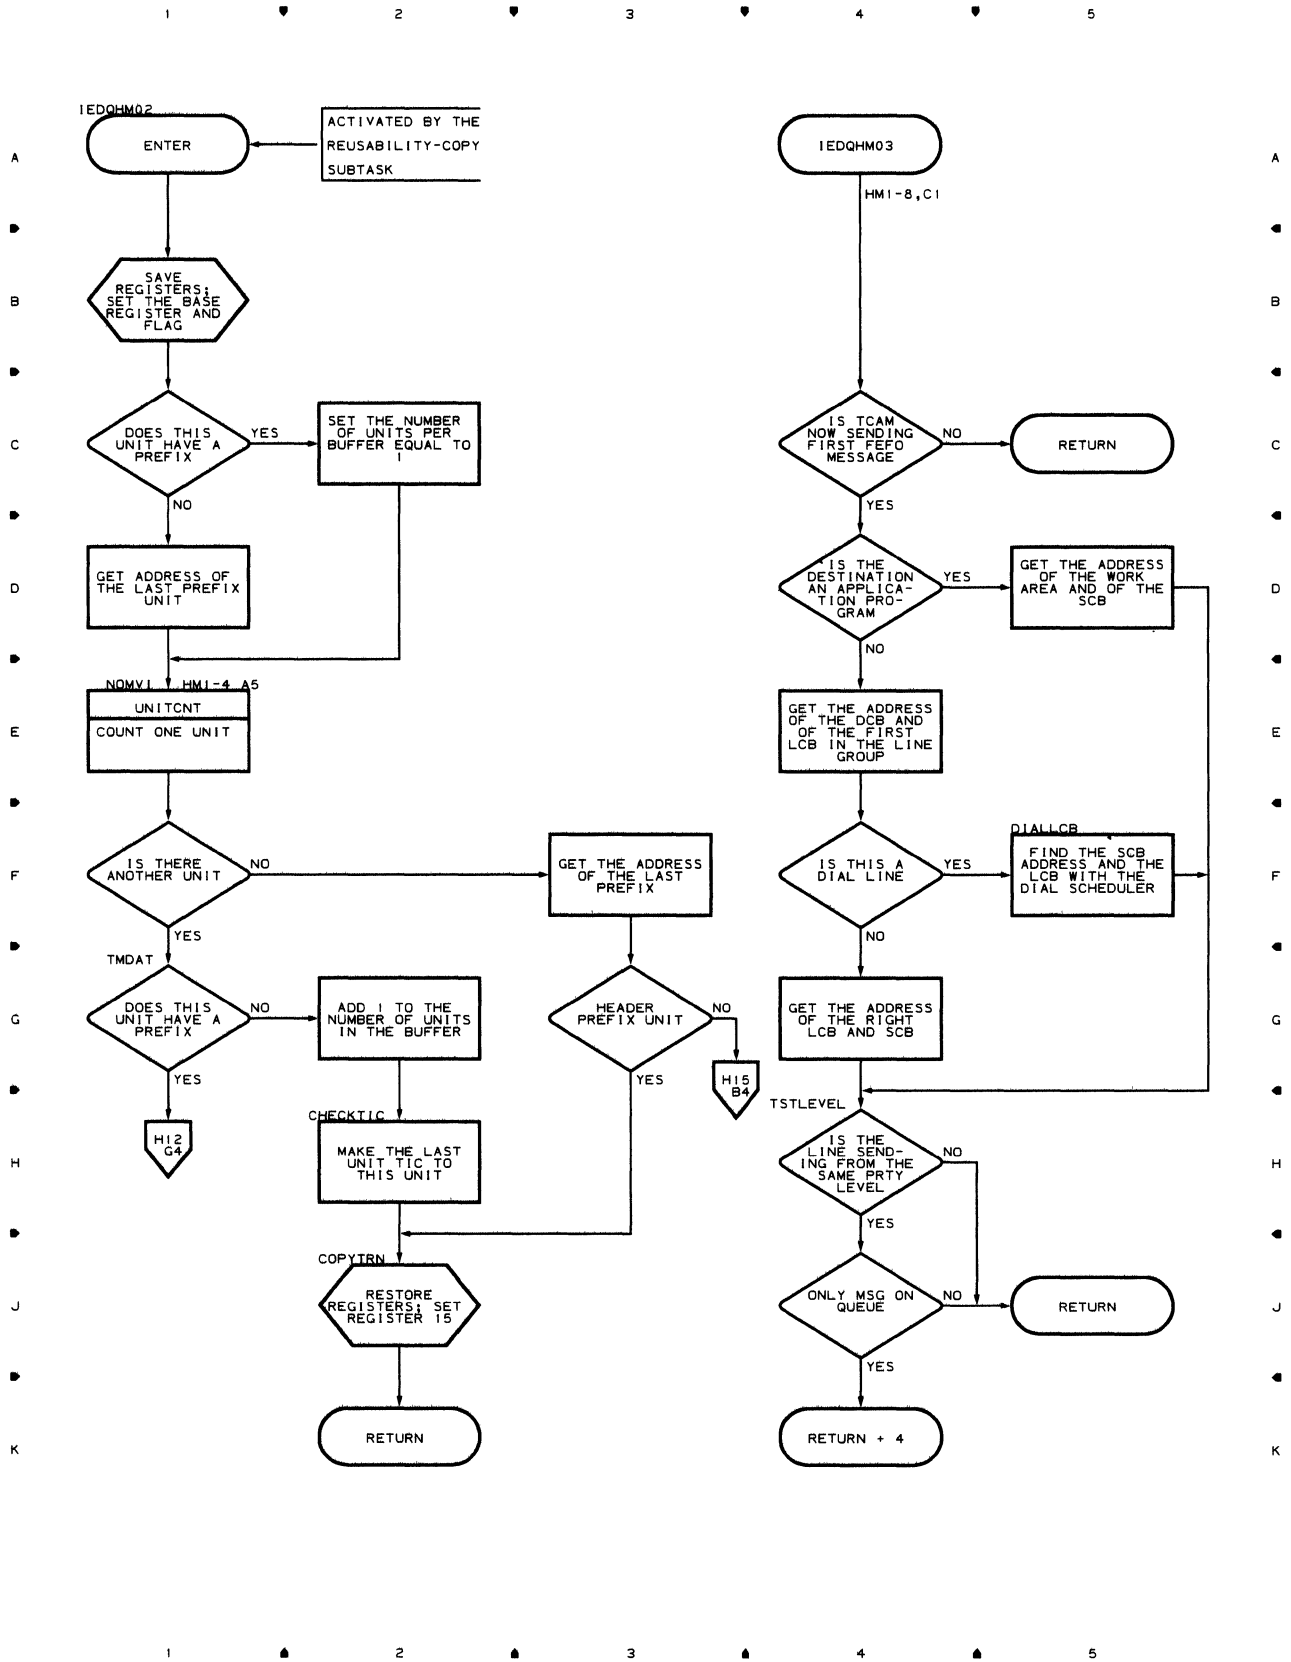 1 2 3 4 5
IEDQHM02
ENTER
ACTIVATED BY THE
REUSABILITY-COPY
SUBTASK
IEDQHM03
A A
HM1-8,C1
SAVE
REGISTERS;
SET THE BASE
REGISTER AND
FLAG
B B
DOES THIS
UNIT HAVE A
PREFIX
YES
NO
SET THE NUMBER
OF UNITS PER
BUFFER EQUAL TO
1
IS TCAM
NOW SENDING
FIRST FEFO
MESSAGE
NO
YES
RETURN
C C
GET ADDRESS OF
THE LAST PREFIX
UNIT
IS THE
DESTINATION
AN APPLICA-
TION PRO-
GRAM
YES
NO
GET THE ADDRESS
OF THE WORK
AREA AND OF THE
SCB
D D
NOMV1 HM1-4 A5
UNITCNT
COUNT ONE UNIT
GET THE ADDRESS
OF THE DCB AND
OF THE FIRST
LCB IN THE LINE
GROUP
E E
IS THERE
ANOTHER UNIT
NO
YES
GET THE ADDRESS
OF THE LAST
PREFIX
IS THIS A
DIAL LINE
YES
NO
DIALLCB
FIND THE SCB
ADDRESS AND THE
LCB WITH THE
DIAL SCHEDULER
F F
TMDAT
DOES THIS
UNIT HAVE A
PREFIX
NO
YES
ADD 1 TO THE
NUMBER OF UNITS
IN THE BUFFER
HEADER
PREFIX UNIT
NO
YES
H15
B4
GET THE ADDRESS
OF THE RIGHT
LCB AND SCB
G G
H12
G4
CHECKTIC
MAKE THE LAST
UNIT TIC TO
THIS UNIT
TSTLEVEL
IS THE
LINE SEND-
ING FROM THE
SAME PRTY
LEVEL
NO
YES
H H
COPYTRN
RESTORE
REGISTERS; SET
REGISTER 15
ONLY MSG ON
QUEUE
NO
YES
RETURN
J J
RETURN
RETURN + 4
K K
1 2 3 4 5